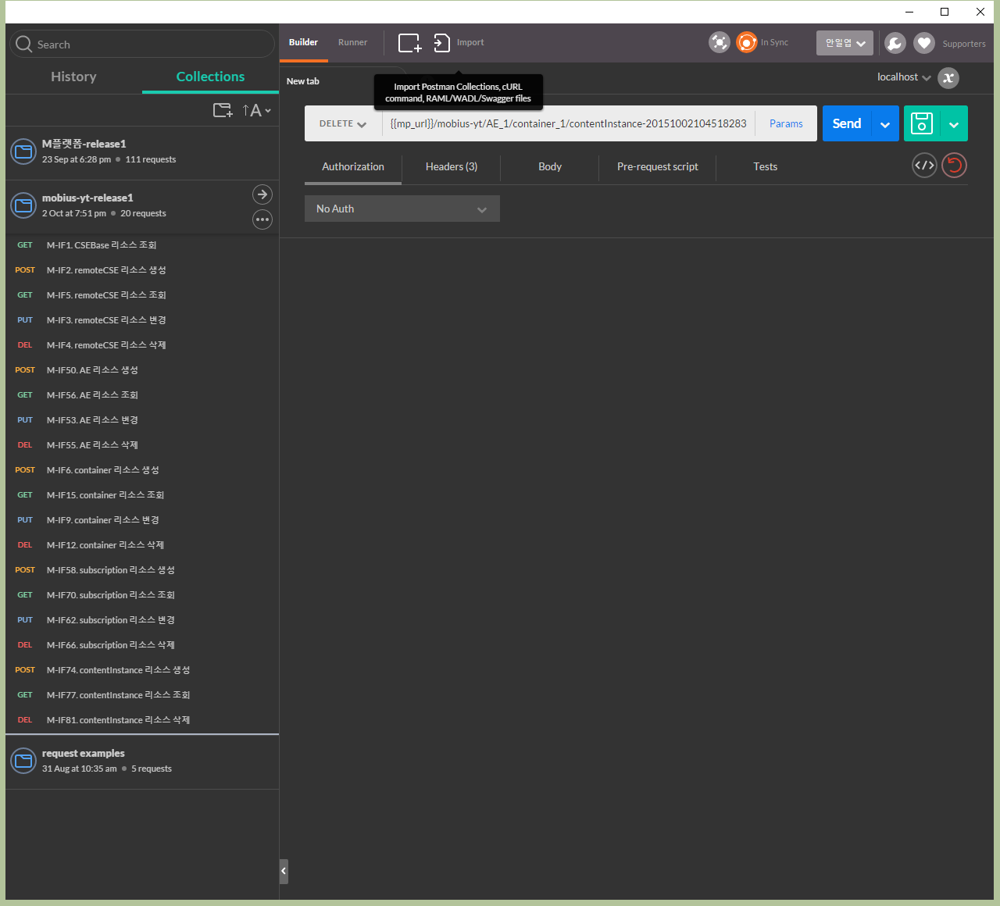 Search
Builder
Runner
Import
In Sync
안일엽
Supporters
History
Collections
New tab
Import Postman Collections, cURL
command, RAML/WADL/Swagger files
localhost
x
↑A
DELETE
{{mp_url}}/mobius-yt/AE_1/container_1/contentInstance-20151002104518283
Params
Send
M플랫폼-release1
23 Sep at 6:28 pm ● 111 requests
Authorization
Headers (3)
Body
Pre-request script
Tests
</>
mobius-yt-release1
2 Oct at 7:51 pm ● 20 requests
No Auth
GET M-IF1. CSEBase 리소스 조회
POST M-IF2. remoteCSE 리소스 생성
GET M-IF5. remoteCSE 리소스 조회
PUT M-IF3. remoteCSE 리소스 변경
DEL M-IF4. remoteCSE 리소스 삭제
POST M-IF50. AE 리소스 생성
GET M-IF56. AE 리소스 조회
PUT M-IF53. AE 리소스 변경
DEL M-IF55. AE 리소스 삭제
POST M-IF6. container 리소스 생성
GET M-IF15. container 리소스 조회
PUT M-IF9. container 리소스 변경
DEL M-IF12. container 리소스 삭제
POST M-IF58. subscription 리소스 생성
GET M-IF70. subscription 리소스 조회
PUT M-IF62. subscription 리소스 변경
DEL M-IF66. subscription 리소스 삭제
POST M-IF74. contentInstance 리소스 생성
GET M-IF77. contentInstance 리소스 조회
DEL M-IF81. contentInstance 리소스 삭제
request examples
31 Aug at 10:35 am ● 5 requests